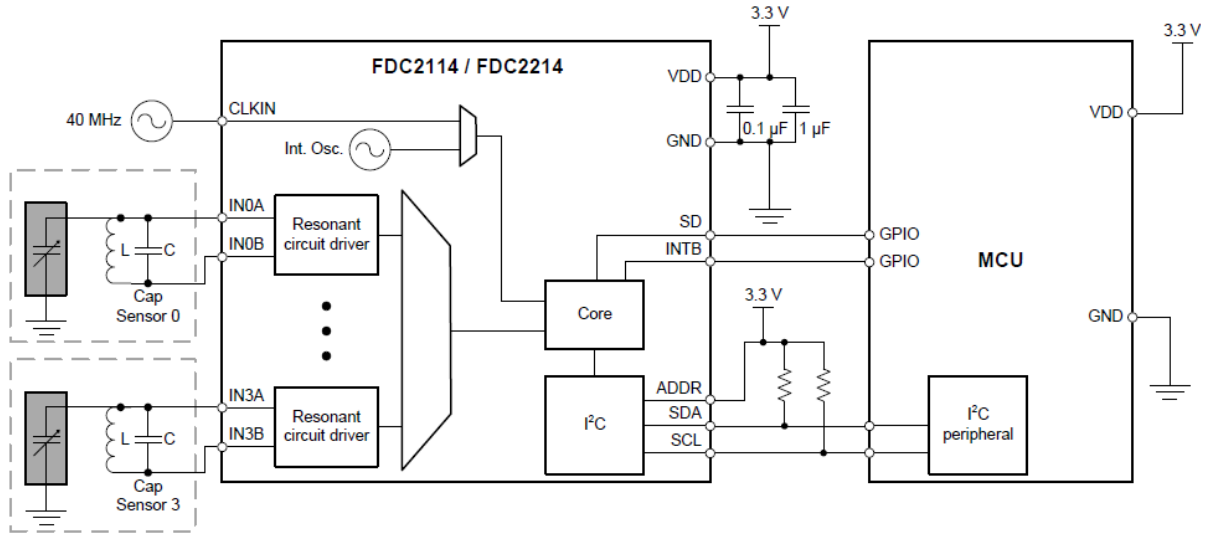 3.3 V
3.3 V
FDC2114 / FDC2214
VDD
40 MHz
CLKIN
0.1 µF
1 µF
VDD
Int. Osc.
GND
IN0A
Resonant
circuit driver
SD
GPIO
L
C
IN0B
INTB
GPIO
MCU
Cap
Sensor 0
3.3 V
Core
GND
IN3A
Resonant
circuit driver
ADDR
L
C
IN3B
I²C
SDA
SCL
I²C
peripheral
Cap
Sensor 3